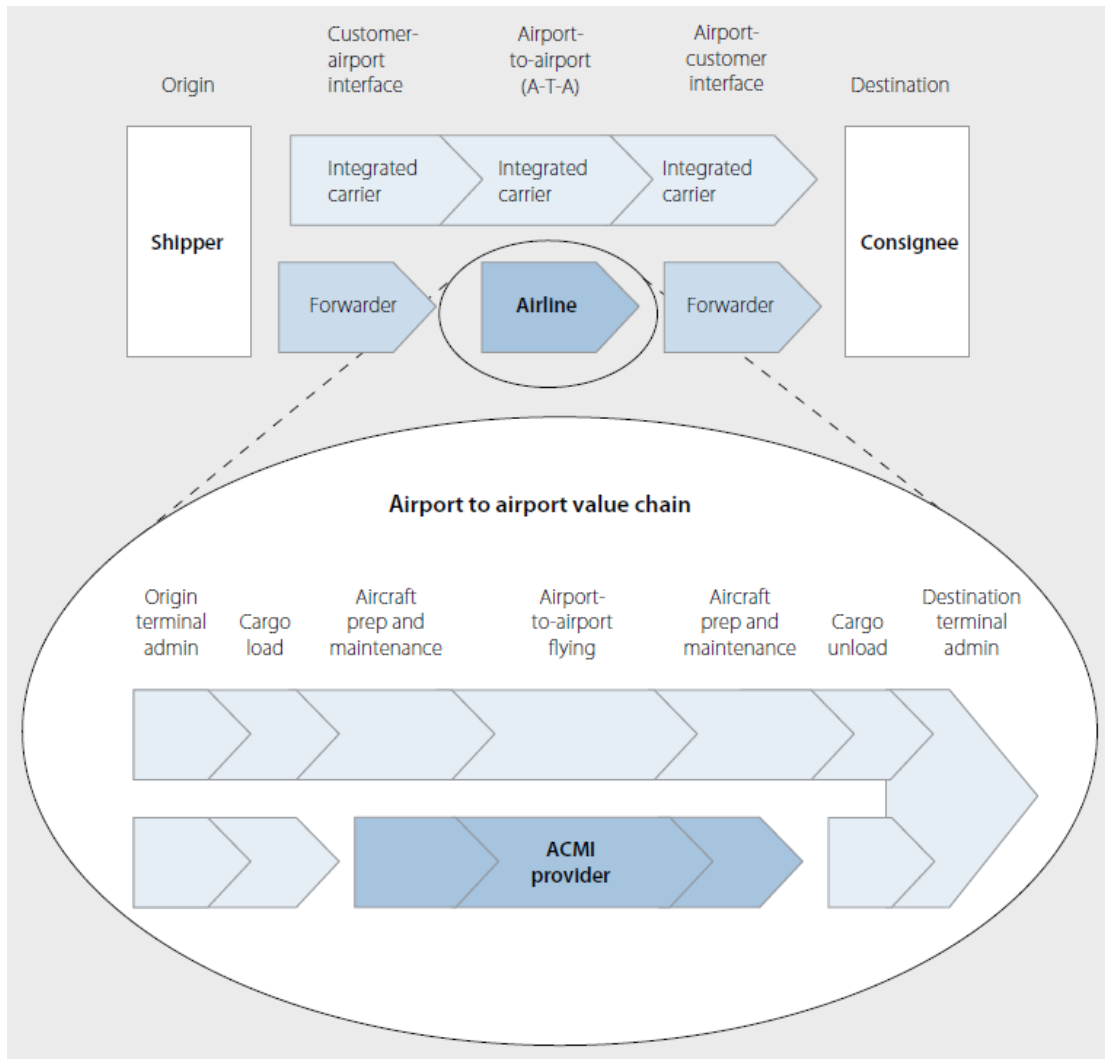 Origin
Customer-
airport
interface
Airport-
to-airport
(A-T-A)
Airport-
customer
interface
Destination
Shipper
Integrated
carrier
Integrated
carrier
Integrated
carrier
Consignee
Forwarder
Airline
Forwarder
Airport to airport value chain
Origin
terminal
admin
Cargo
load
Aircraft
prep and
maintenance
Airport-
to-airport
flying
Aircraft
prep and
maintenance
Cargo
unload
Destination
terminal
admin
ACMI
provider